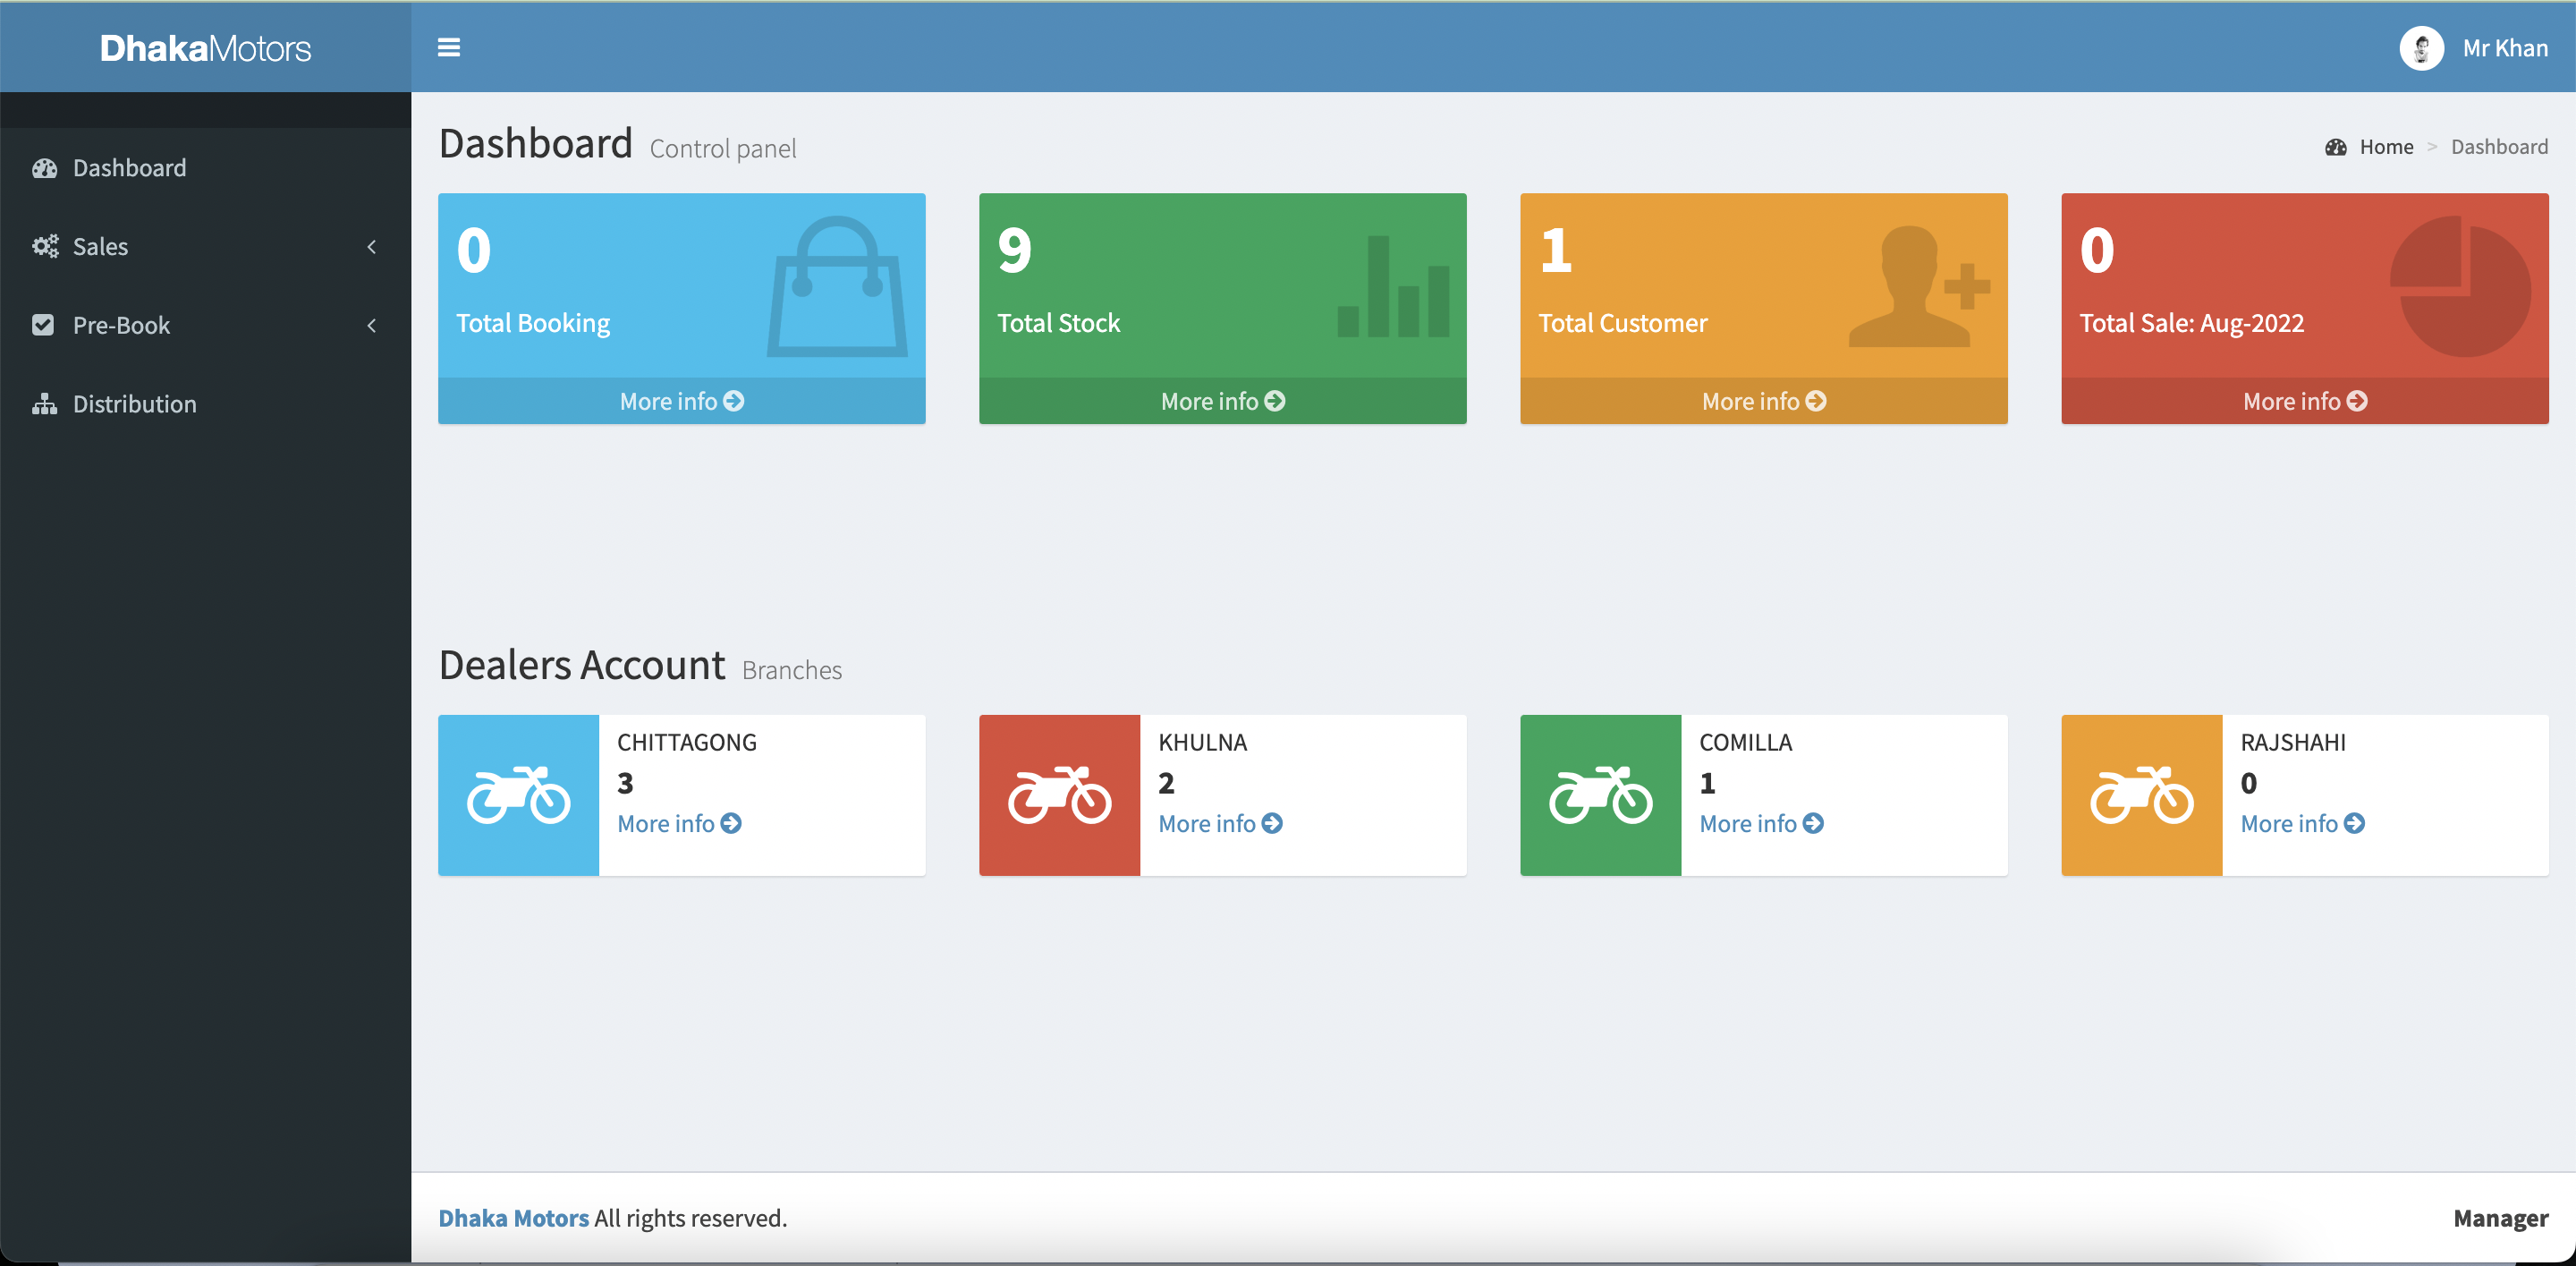 DhakaMotors
Mr Khan
Dashboard
Sales
Pre-Book
Distribution
Dashboard Control panel
Home > Dashboard
0
Total Booking
More info
9
Total Stock
More info
1
Total Customer
More info
0
Total Sale: Aug-2022
More info
Dealers Account Branches
CHITTAGONG
3
More info
KHULNA
2
More info
COMILLA
1
More info
RAJSHAHI
0
More info
Dhaka Motors All rights reserved.
Manager